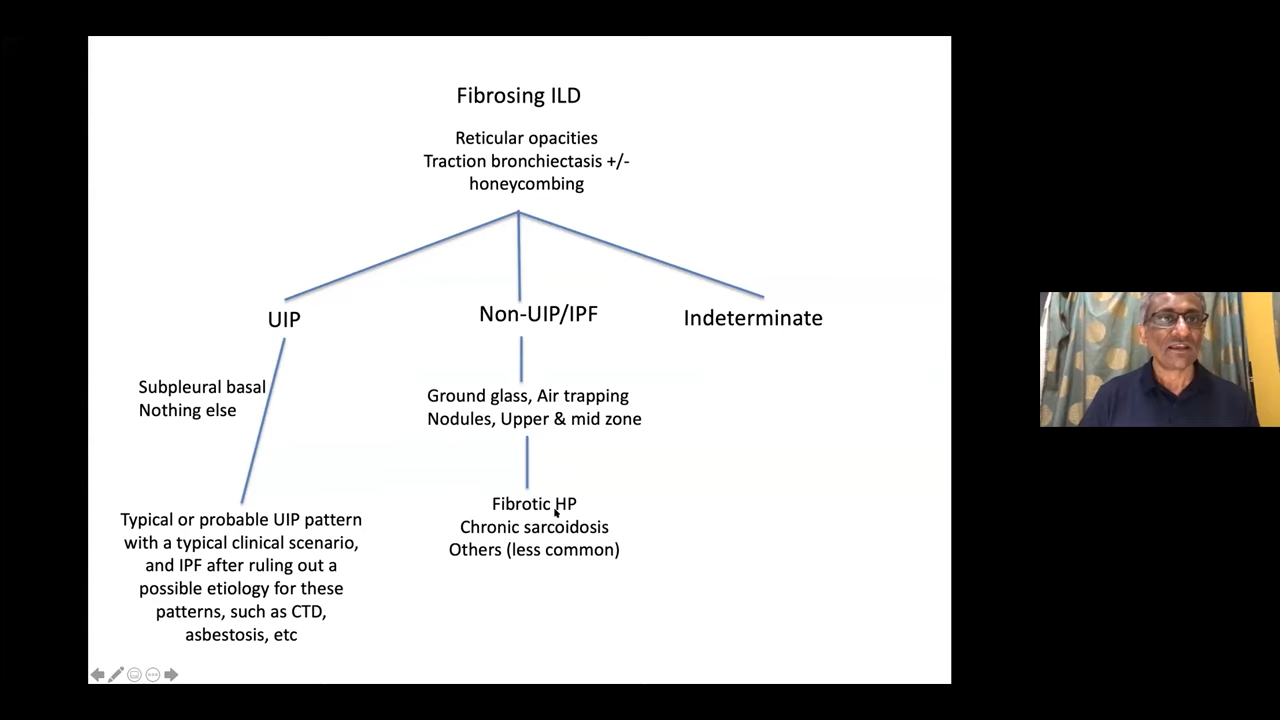 Fibrosing ILD
Reticular opacities
Traction bronchiectasis +/-
honeycombing
UIP
Non-UIP/IPF
Indeterminate
Subpleural basal
Nothing else
Ground glass, Air trapping
Nodules, Upper & mid zone
Typical or probable UIP pattern
with a typical clinical scenario,
and IPF after ruling out a
possible etiology for these
patterns, such as CTD,
asbestosis, etc
Fibrotic HP
Chronic sarcoidosis
Others (less common)